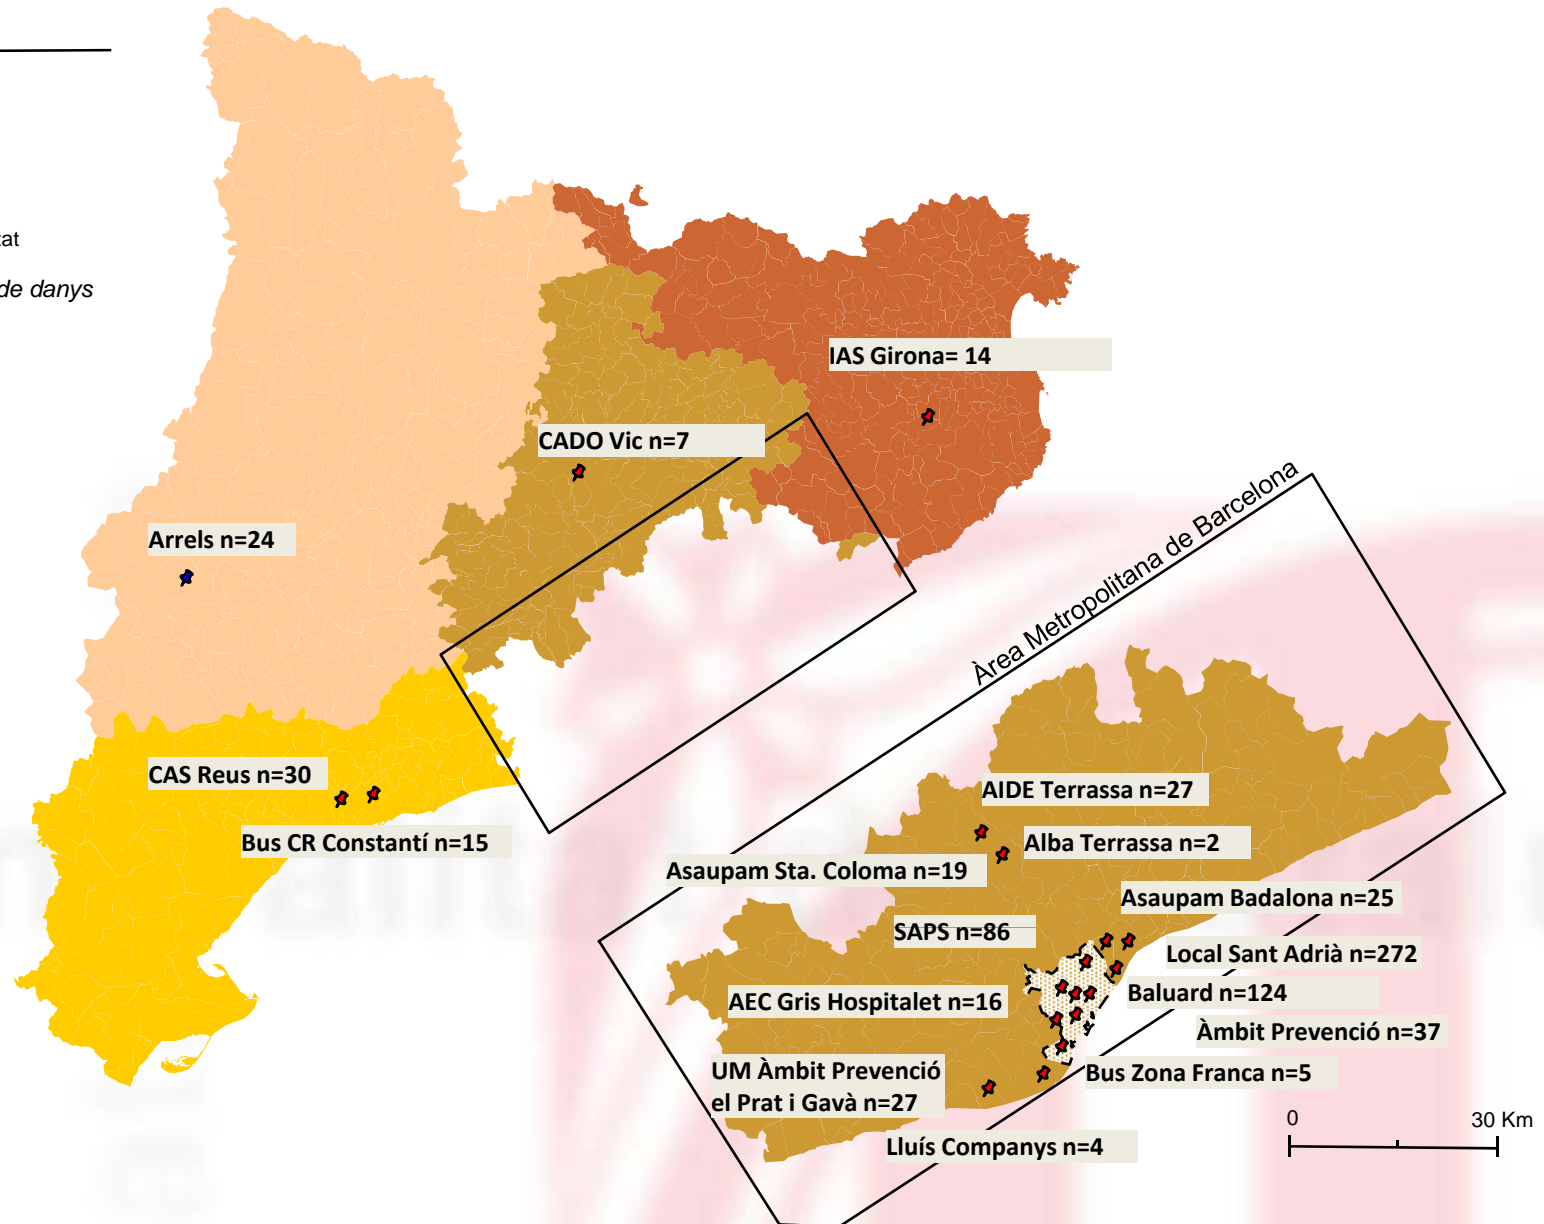 tat
de danys
IAS Girona= 14
CADO Vic n=7
Arrels n=24
Àrea Metropolitana de Barcelona
CAS Reus n=30
Bus CR Constantí n=15
AIDE Terrassa n=27
Alba Terrassa n=2
Asaupam Sta. Coloma n=19
Asaupam Badalona n=25
SAPS n=86
Local Sant Adrià n=272
AEC Gris Hospitalet n=16
Baluard n=124
Àmbit Prevenció n=37
UM Àmbit Prevenció
el Prat i Gavà n=27
Bus Zona Franca n=5
Lluís Companys n=4
0 30 Km